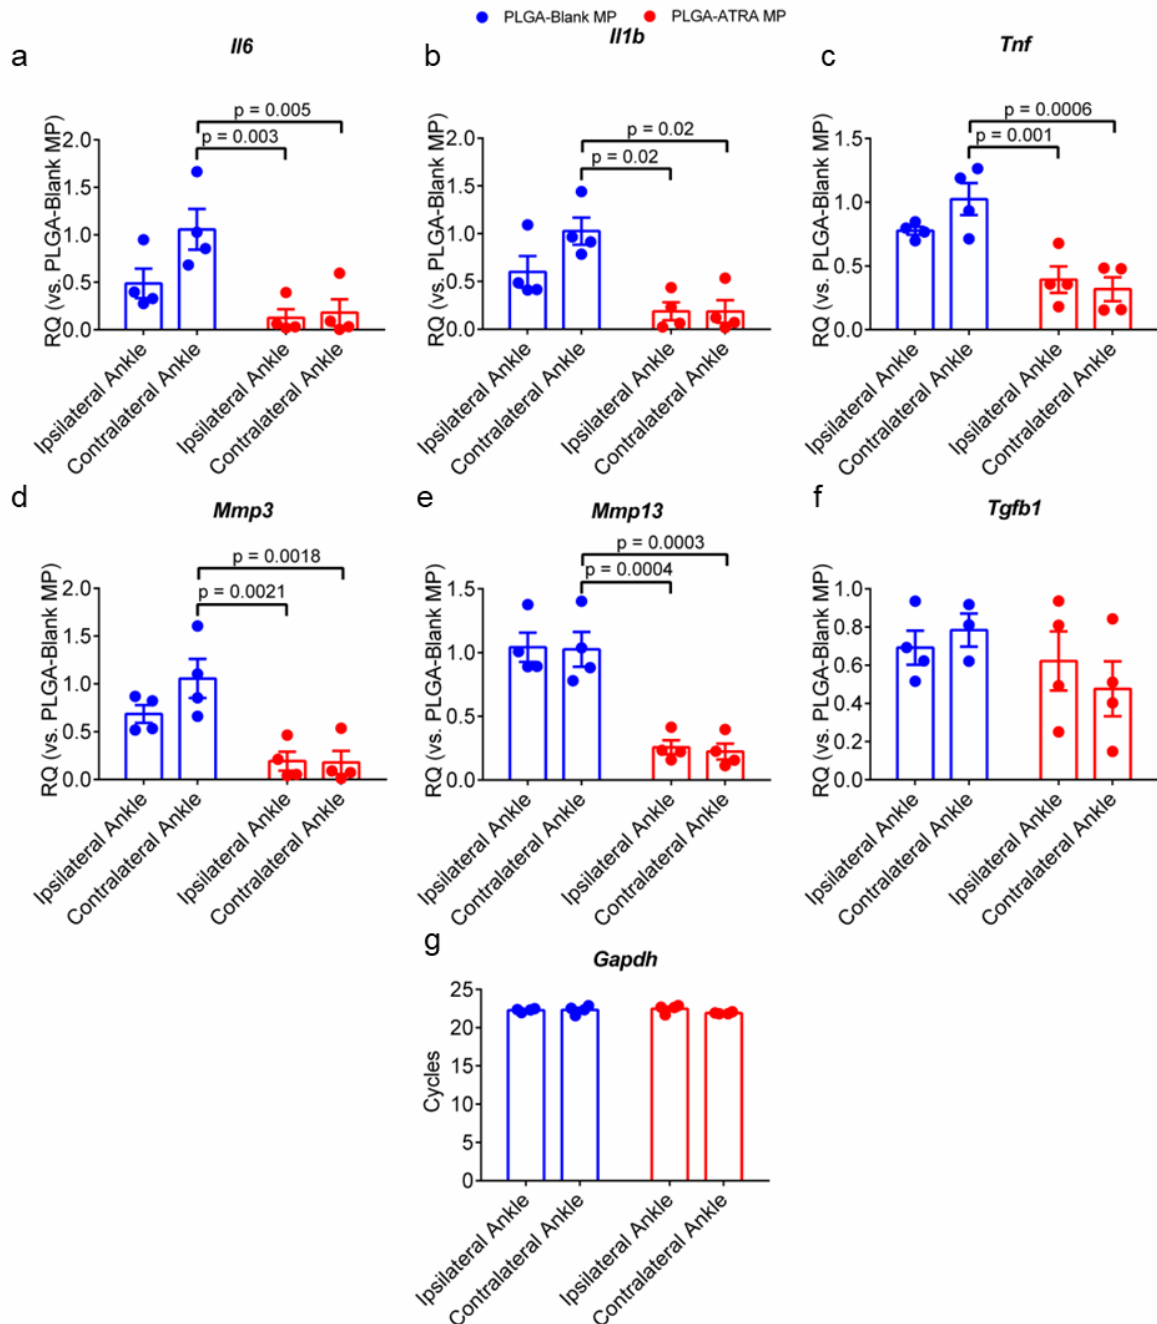 PLGA-Blank MP PLGA-ATRA MP
a Il6
b Il1b
c Tnf
RQ (vs. PLGA-Blank MP)
2.0
1.5
1.0
0.5
0.0
p = 0.005
p = 0.003
Ipsilateral Ankle
Contralateral Ankle
Ipsilateral Ankle
Contralateral Ankle
RQ (vs. PLGA-Blank MP)
2.0
1.5
1.0
0.5
0.0
p = 0.02
p = 0.02
Ipsilateral Ankle
Contralateral Ankle
Ipsilateral Ankle
Contralateral Ankle
RQ (vs. PLGA-Blank MP)
1.5
1.0
0.5
0.0
p = 0.0006
p = 0.001
Ipsilateral Ankle
Contralateral Ankle
Ipsilateral Ankle
Contralateral Ankle
d Mmp3
RQ (vs. PLGA-Blank MP)
2.0
1.5
1.0
0.5
0.0
p = 0.0018
p = 0.0021
Ipsilateral Ankle
Contralateral Ankle
Ipsilateral Ankle
Contralateral Ankle
e Mmp13
RQ (vs. PLGA-Blank MP)
1.5
1.0
0.5
0.0
p = 0.0003
p = 0.0004
Ipsilateral Ankle
Contralateral Ankle
Ipsilateral Ankle
Contralateral Ankle
f Tgfb1
RQ (vs. PLGA-Blank MP)
1.0
0.8
0.6
0.4
0.2
0.0
Ipsilateral Ankle
Contralateral Ankle
Ipsilateral Ankle
Contralateral Ankle
g Gapdh
Cycles
25
20
15
10
5
0
Ipsilateral Ankle
Contralateral Ankle
Ipsilateral Ankle
Contralateral Ankle